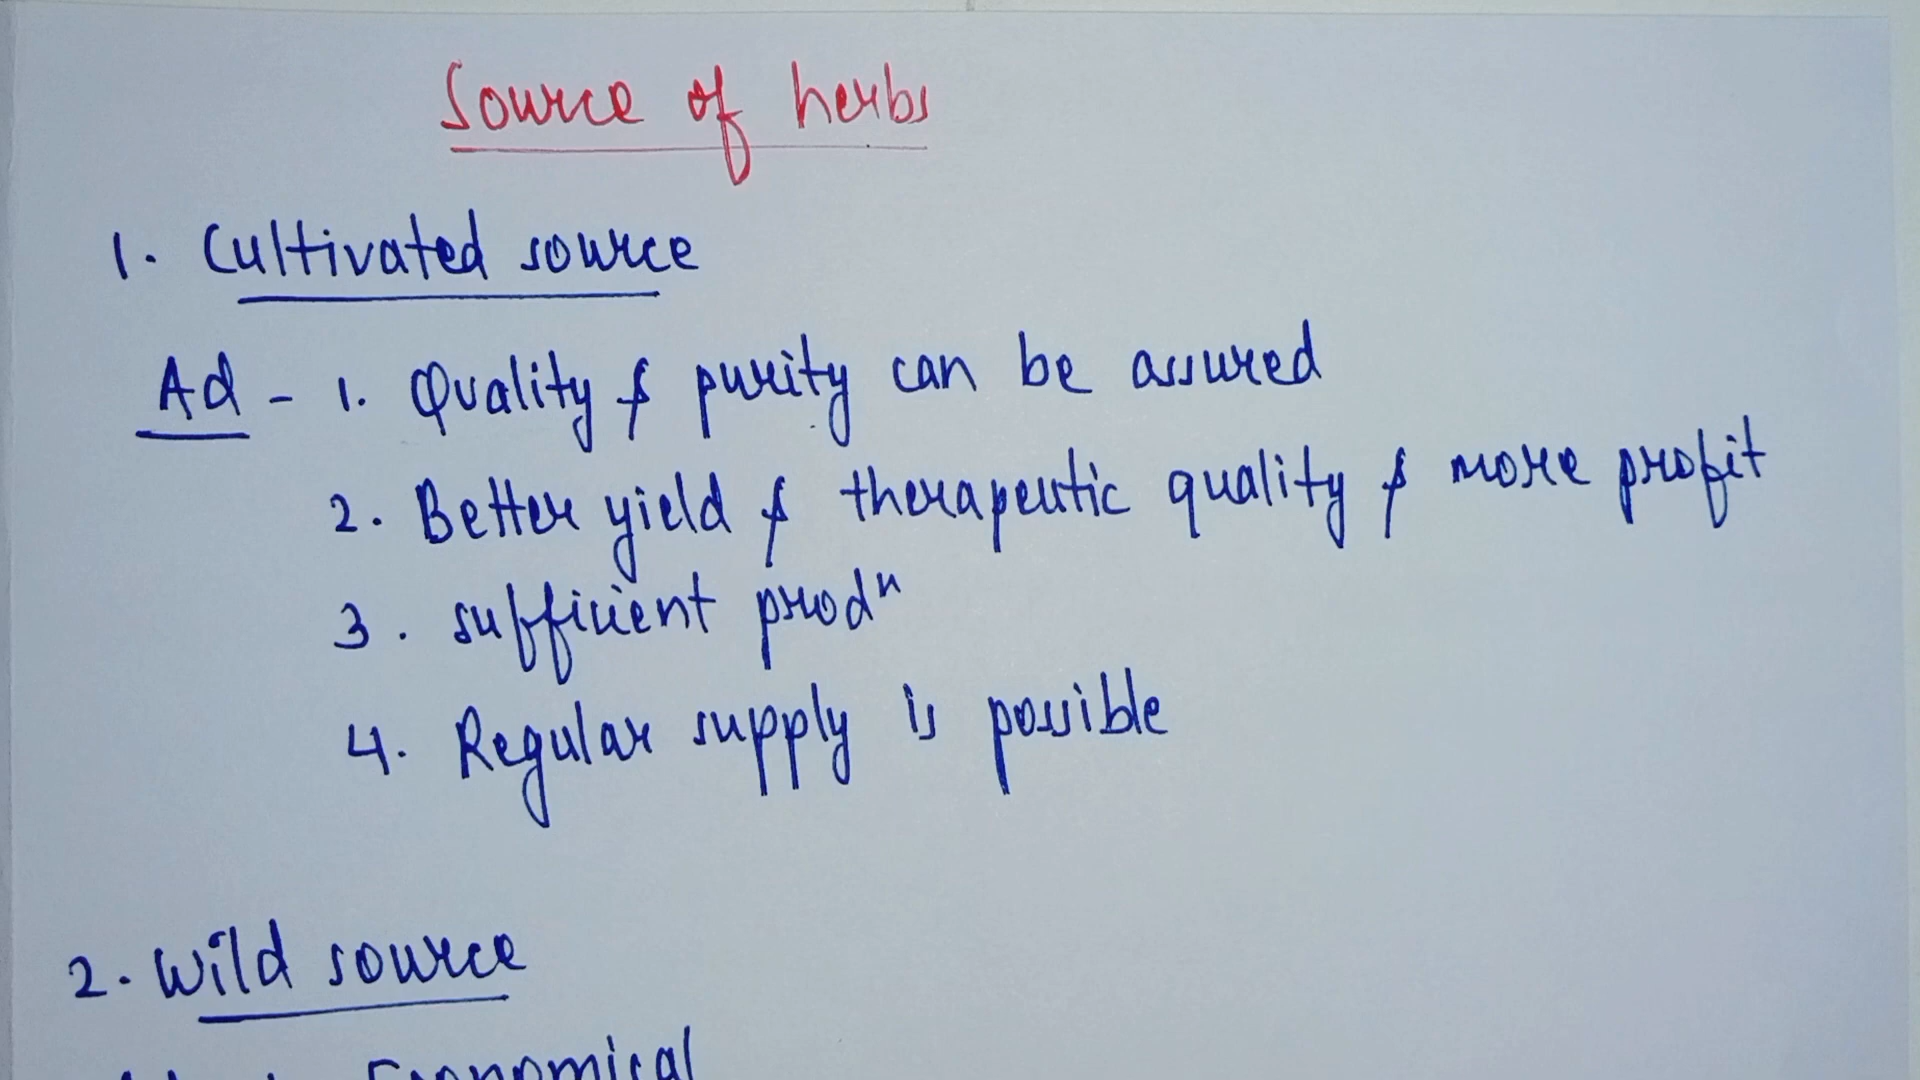 Source of herbs
1. Cultivated source
Ad - 1. Quality & purity can be assured
2. Better yield & therapeutic quality & more profit
3. sufficient prodⁿ
4. Regular supply is possible
2. Wild source
Economical